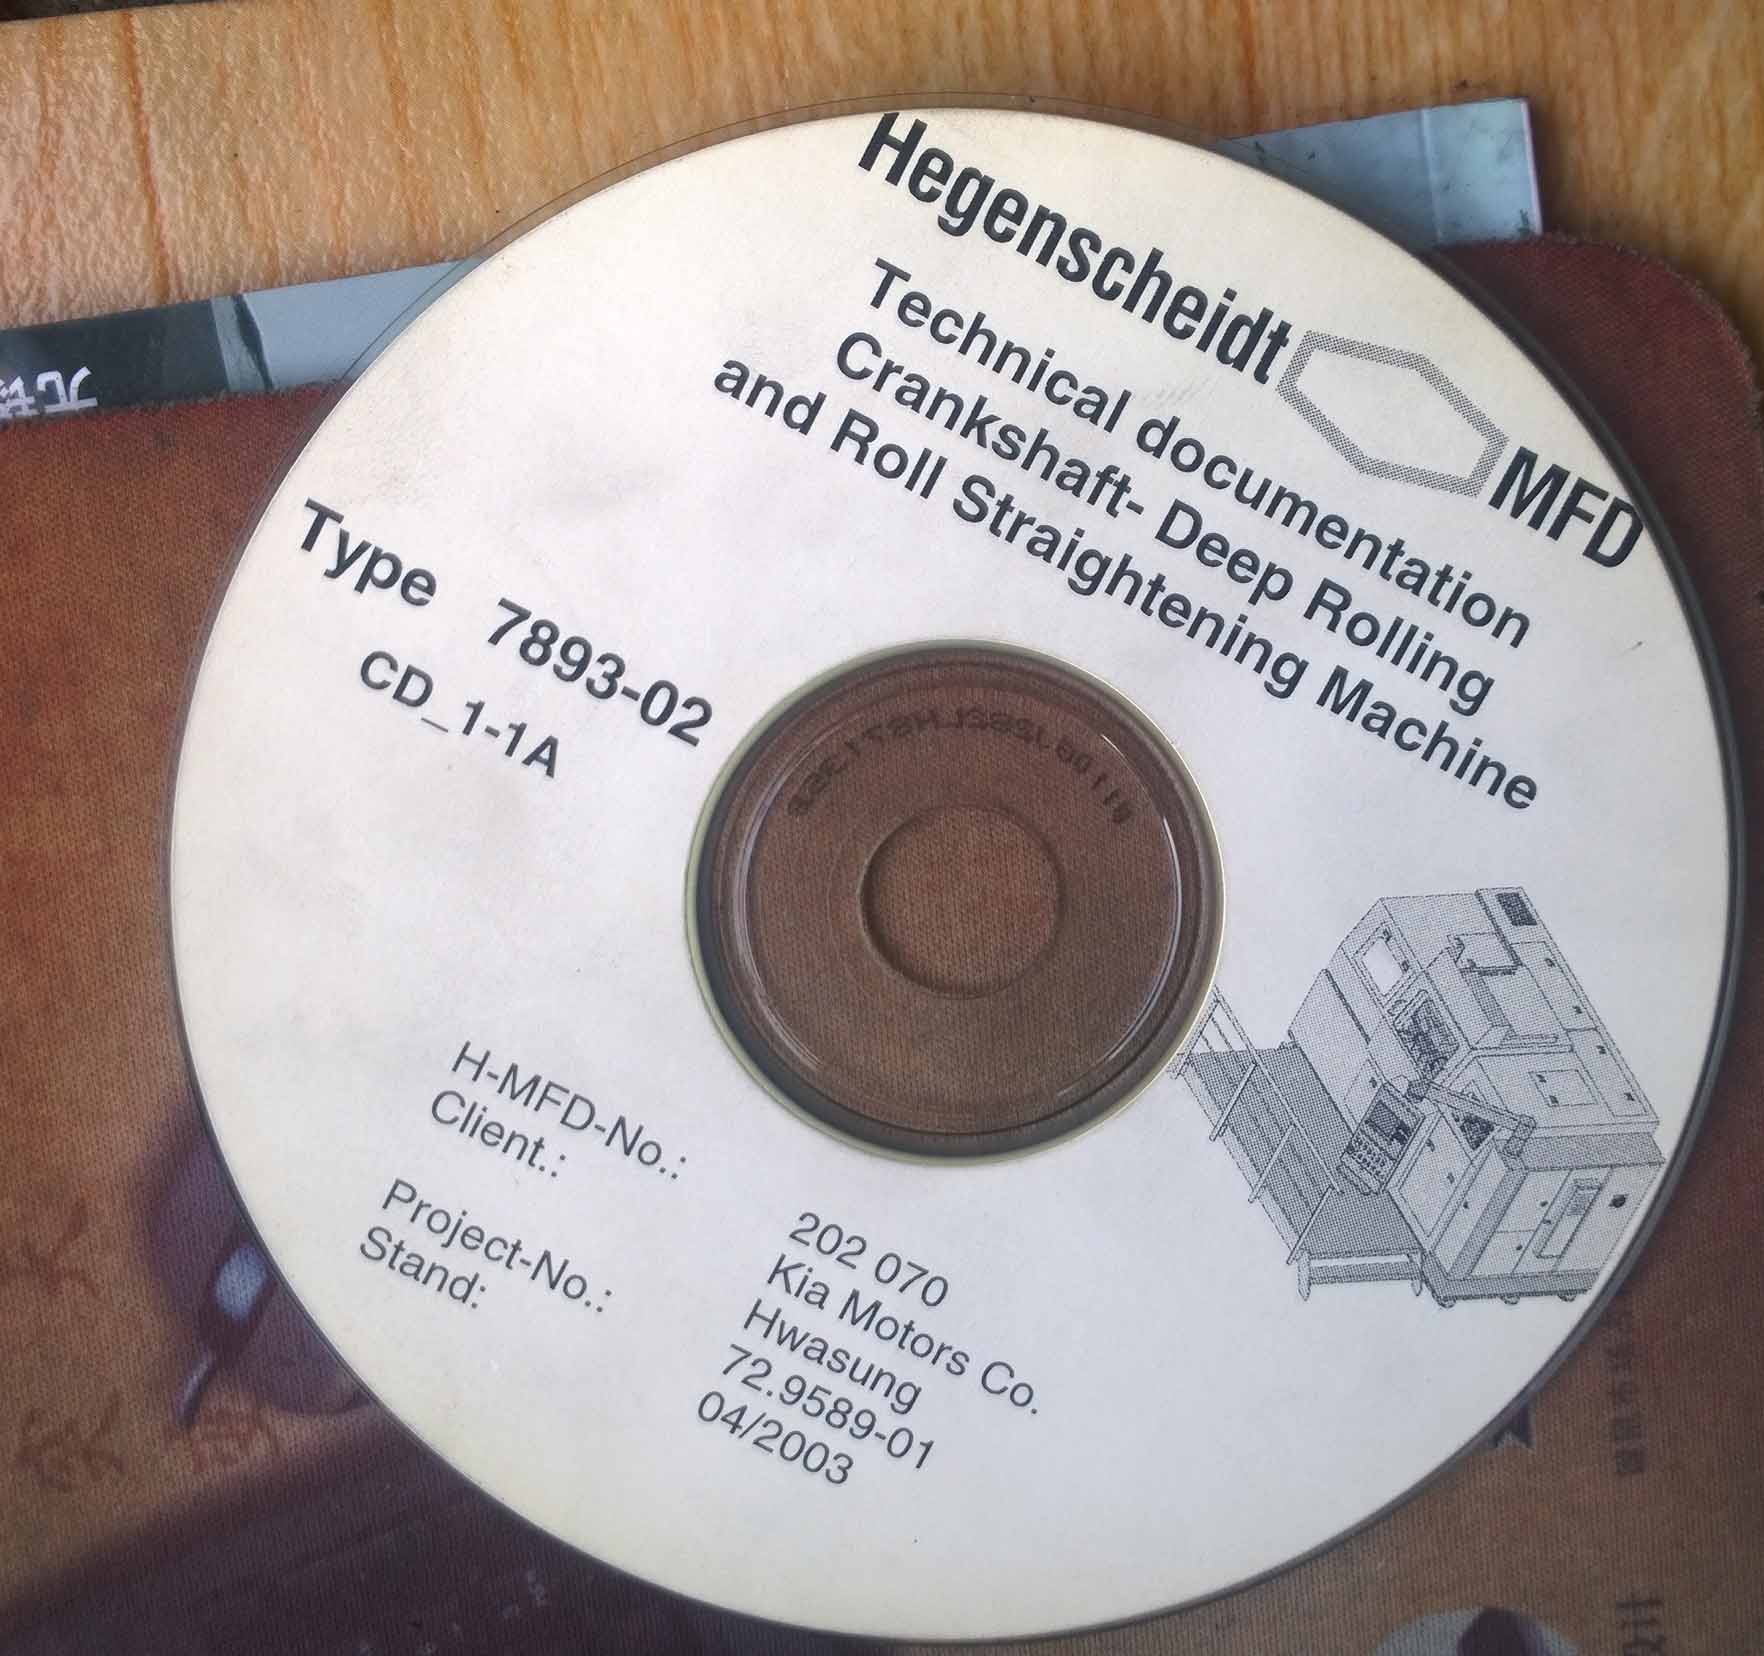 Hegenscheidt MFD
Technical documentation
Crankshaft- Deep Rolling
and Roll Straightening Machine
Type 7893-02
CD_1-1A
H-MFD-No.: 202 070
Client.: Kia Motors Co.
Hwasung
Project-No.: 72.9589-01
Stand: 04/2003